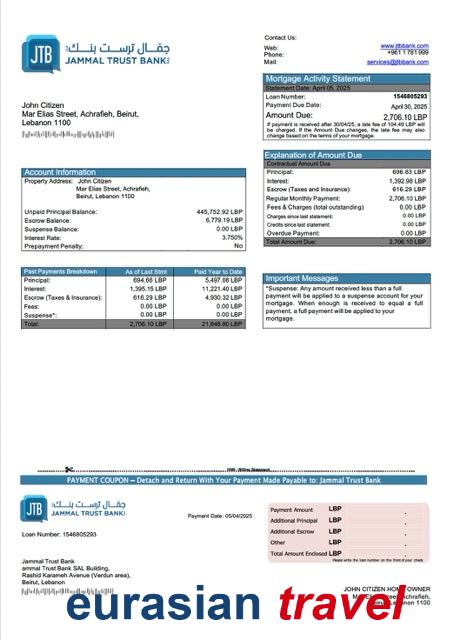 JTB
جمّال ترست بنك
JAMMAL TRUST BANK
Contact Us:
Web: www.jtbbank.com
Phone: +961 1 781 999
Mail: services@jtbbank.com
Mortgage Activity Statement
Statement Date: April 05, 2025
Loan Number: 1546805293
Payment Due Date: April 30, 2025
Amount Due: 2,706.10 LBP
If payment is received after 30/04/25, a late fee of 104.49 LBP will
be charged. If the Amount Due changes, the late fee may also
change based on the terms of your mortgage.
John Citizen
Mar Elias Street, Achrafieh, Beirut,
Lebanon 1100
Explanation of Amount Due
Contractual Amount Due
Principal: 696.83 LBP
Interest: 1,392.98 LBP
Escrow (Taxes and Insurance): 616.29 LBP
Regular Monthly Payment: 2,706.10 LBP
Fees & Charges (total outstanding) 0.00 LBP
Charges since last statement: 0.00 LBP
Credits since last statement: 0.00 LBP
Overdue Payment: 0.00 LBP
Total Amount Due: 2,706.10 LBP
Account Information
Property Address: John Citizen
Mar Elias Street, Achrafieh,
Beirut, Lebanon 1100
Unpaid Principal Balance: 445,752.92 LBP
Escrow Balance: 6,779.19 LBP
Suspense Balance: 0.00 LBP
Interest Rate: 3.750%
Prepayment Penalty: No
Past Payments Breakdown As of Last Stmt Paid Year to Date
Principal: 694.66 LBP 5,497.08 LBP
Interest: 1,395.15 LBP 11,221.40 LBP
Escrow (Taxes & Insurance): 616.29 LBP 4,930.32 LBP
Fees: 0.00 LBP 0.00 LBP
Suspense*: 0.00 LBP 0.00 LBP
Total: 2,706.10 LBP 21,648.80 LBP
Important Messages
*Suspense: Any amount received less than a full
payment will be applied to a suspense account for your
mortgage. When enough is received to equal a full
payment, a full payment will be applied to your
mortgage.
PAYMENT COUPON – Detach and Return With Your Payment Made Payable to: Jammal Trust Bank
JTB
جمّال ترست بنك
JAMMAL TRUST BANK
Payment Date: 05/04/2025
Loan Number: 1546805293
Payment Amount LBP .
Additional Principal LBP .
Additional Escrow LBP .
Other LBP .
Total Amount Enclosed LBP .
Please write the loan number on the front of your check.
Jammal Trust Bank
ammal Trust Bank SAL Building,
Rashid Karameh Avenue (Verdun area),
Beirut, Lebanon
JOHN CITIZEN HOME OWNER
Mar Elias Street, Achrafieh,
Lebanon 1100
eurasian travel